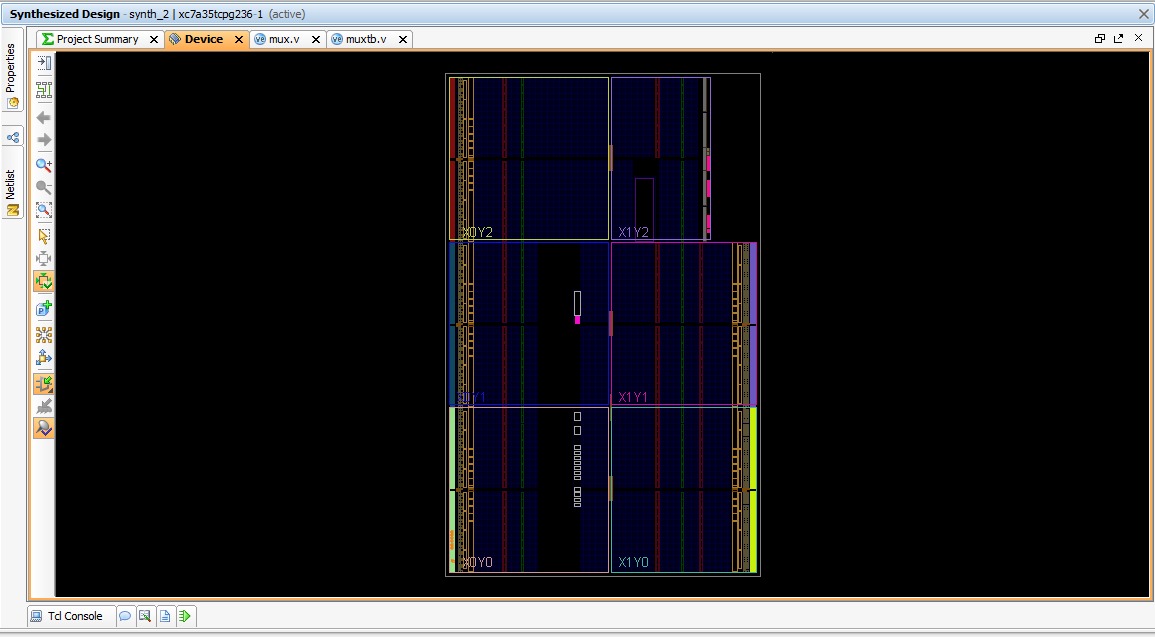 Synthesized Design - synth_2 | xc7a35tcpg236-1 (active)
Project Summary
Device
mux.v
muxtb.v
Properties
Netlist
X0Y2
X1Y2
X0Y1
X1Y1
X0Y0
X1Y0
Tcl Console